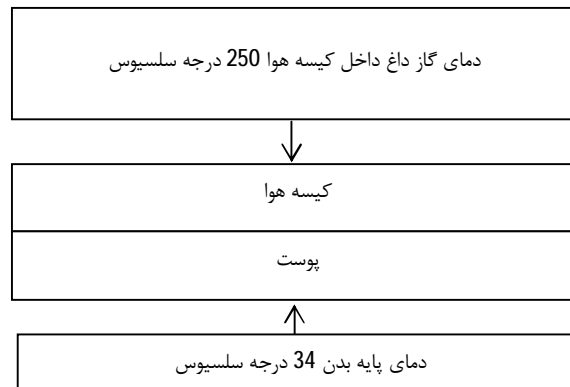 دمای گاز داغ داخل کیسه هوا 250 درجه سلسیوس
کیسه هوا
پوست
دمای پایه بدن 34 درجه سلسیوس